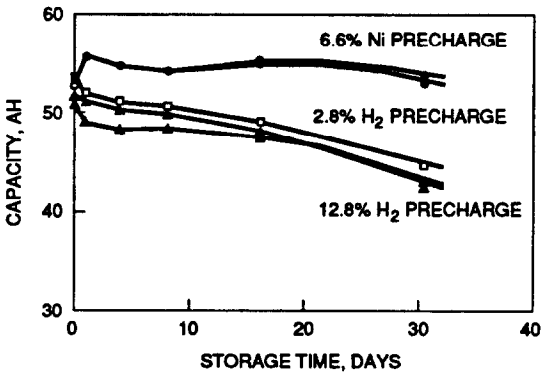 60
50
40
30
0
10
20
30
40
CAPACITY, AH
STORAGE TIME, DAYS
6.6% Ni PRECHARGE
2.8% H2 PRECHARGE
12.8% H2 PRECHARGE